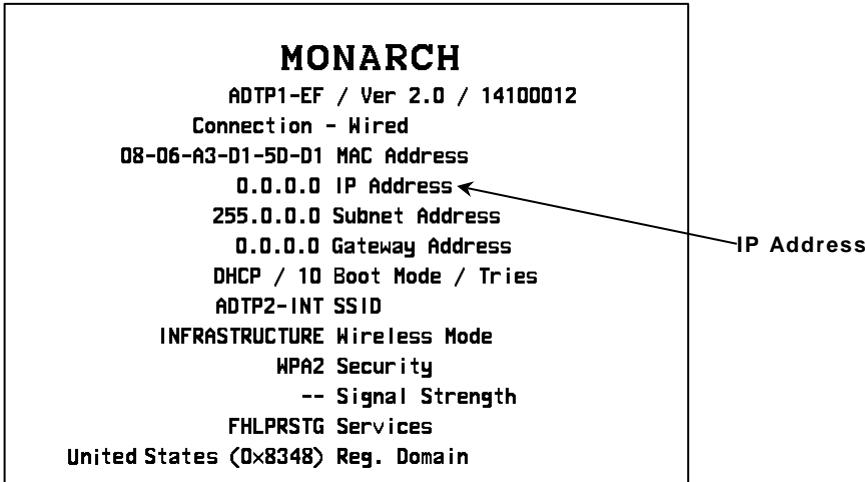 MONARCH
ADTP1-EF / Ver 2.0 / 14100012
Connection - Wired
08-06-A3-D1-5D-D1 MAC Address
0.0.0.0 IP Address
255.0.0.0 Subnet Address
0.0.0.0 Gateway Address
DHCP / 10 Boot Mode / Tries
ADTP2-INT SSID
INFRASTRUCTURE Wireless Mode
WPA2 Security
-- Signal Strength
FHLPRSTG Services
United States (0x8348) Reg. Domain
IP Address